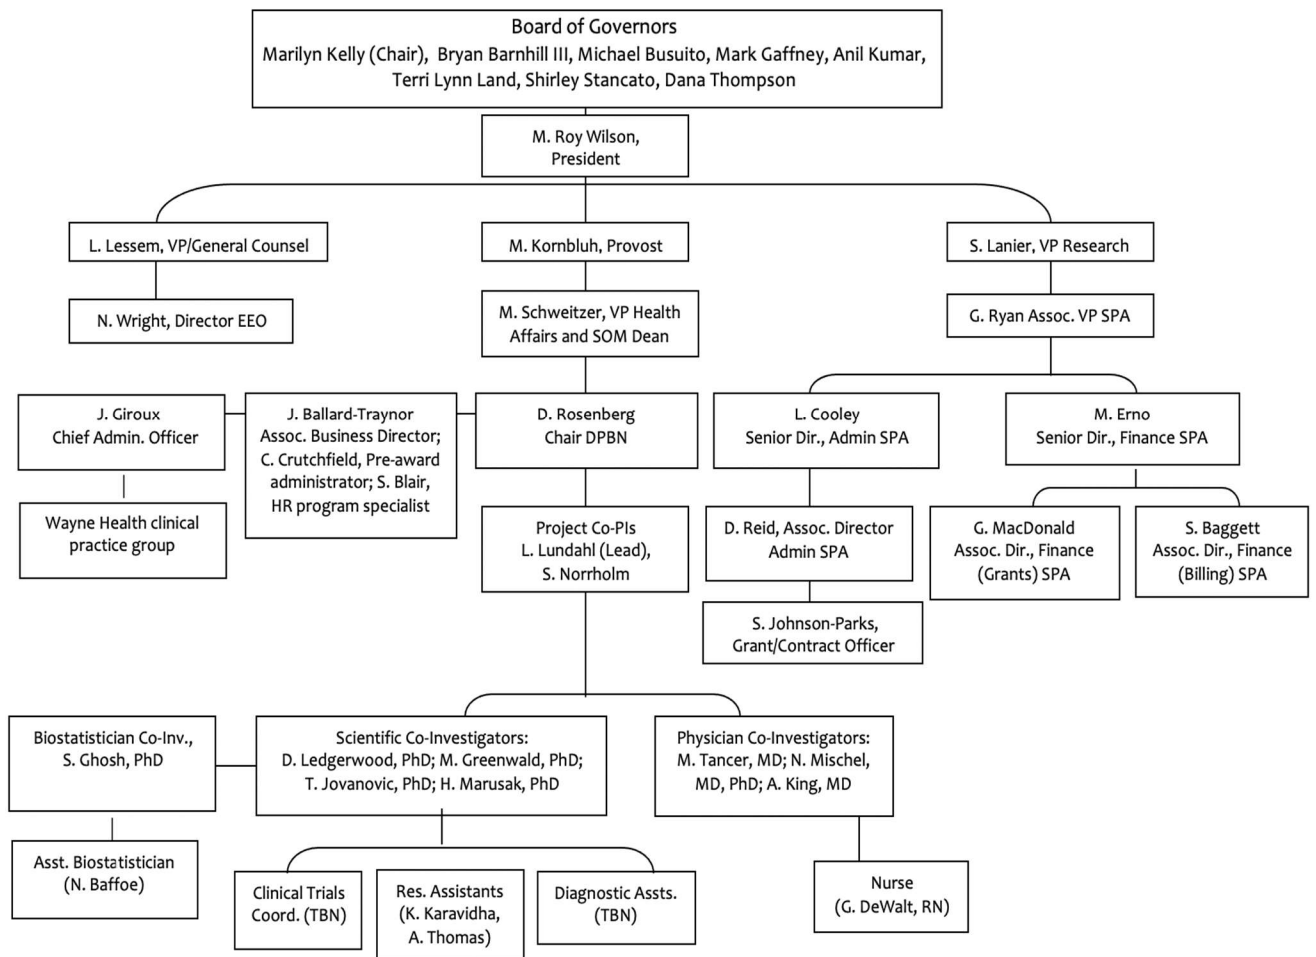 Board of Governors
Marilyn Kelly (Chair), Bryan Barnhill III, Michael Busuito, Mark Gaffney, Anil Kumar,
Terri Lynn Land, Shirley Stancato, Dana Thompson
M. Roy Wilson,
President
L. Lessem, VP/General Counsel
M. Kornbluh, Provost
S. Lanier, VP Research
N. Wright, Director EEO
M. Schweitzer, VP Health
Affairs and SOM Dean
G. Ryan Assoc. VP SPA
J. Giroux
Chief Admin. Officer
J. Ballard-Traynor
Assoc. Business Director;
C. Crutchfield, Pre-award
administrator; S. Blair,
HR program specialist
D. Rosenberg
Chair DPBN
L. Cooley
Senior Dir., Admin SPA
M. Erno
Senior Dir., Finance SPA
Wayne Health clinical
practice group
Project Co-PIs
L. Lundahl (Lead),
S. Norrholm
D. Reid, Assoc. Director
Admin SPA
G. MacDonald
Assoc. Dir., Finance
(Grants) SPA
S. Baggett
Assoc. Dir., Finance
(Billing) SPA
S. Johnson-Parks,
Grant/Contract Officer
Biostatistician Co-Inv.,
S. Ghosh, PhD
Scientific Co-Investigators:
D. Ledgerwood, PhD; M. Greenwald, PhD;
T. Jovanovic, PhD; H. Marusak, PhD
Physician Co-Investigators:
M. Tancer, MD; N. Mischel,
MD, PhD; A. King, MD
Asst. Biostatistician
(N. Baffoe)
Clinical Trials
Coord. (TBN)
Res. Assistants
(K. Karavidha,
A. Thomas)
Diagnostic Assts.
(TBN)
Nurse
(G. DeWalt, RN)